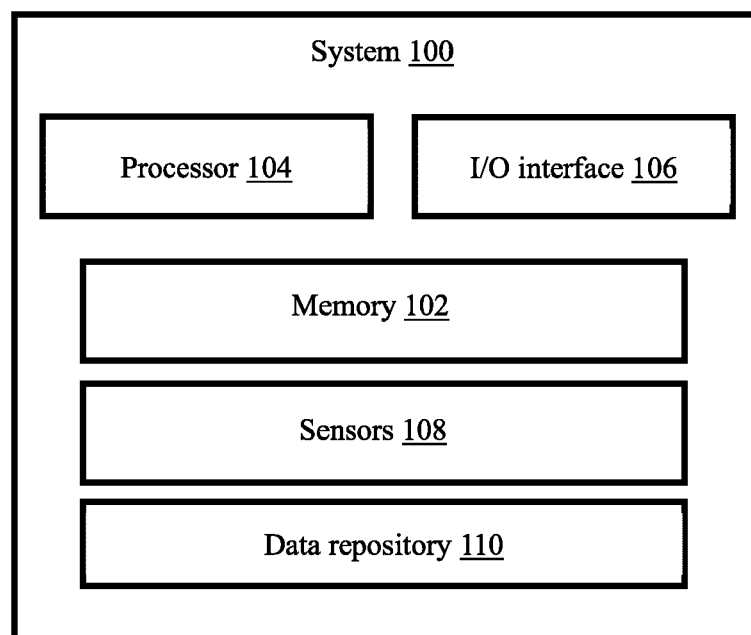 System 100
Processor 104
I/O interface 106
Memory 102
Sensors 108
Data repository 110